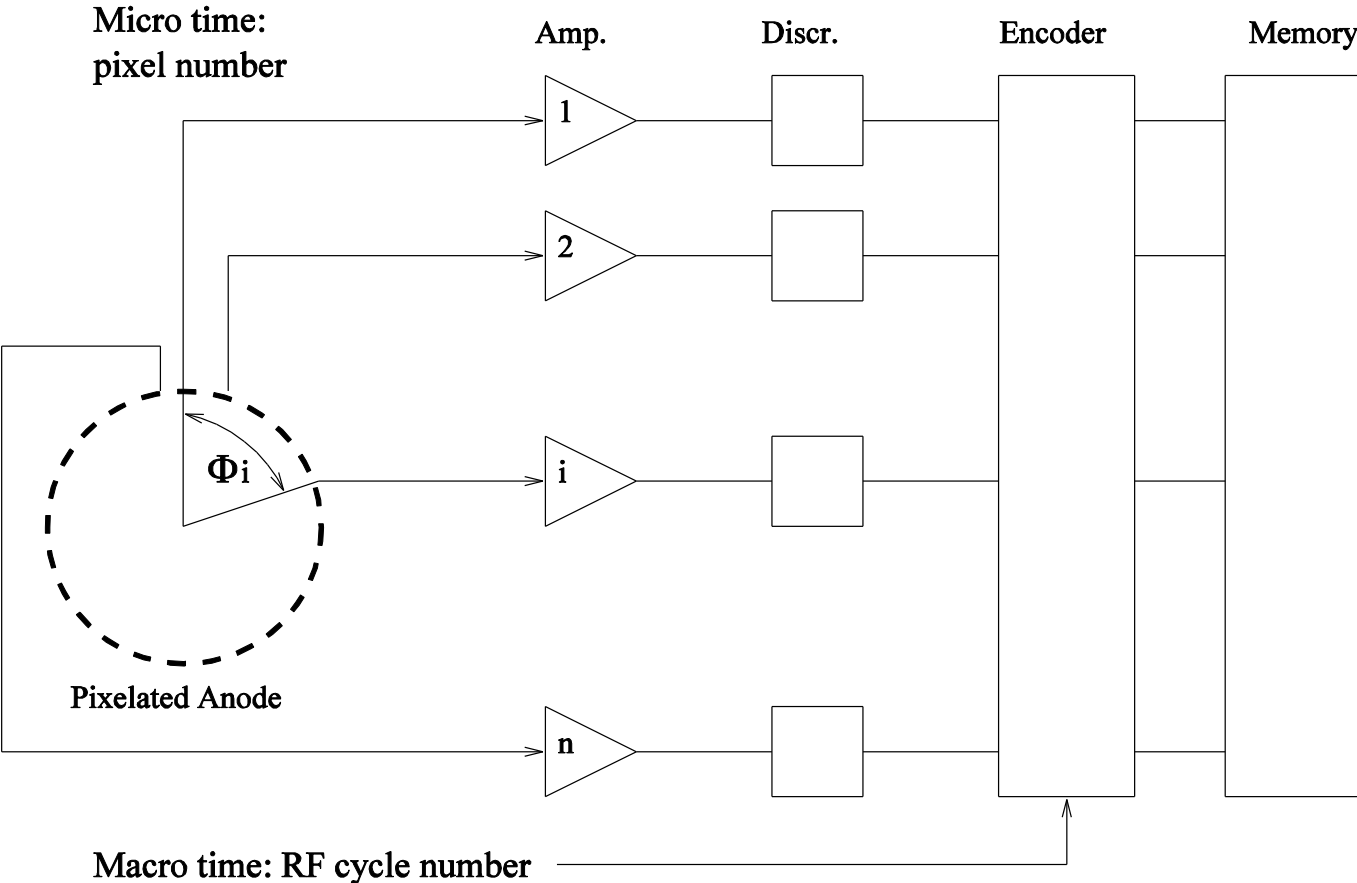 Micro time:
pixel number
Amp.
Discr.
Encoder
Memory
1
2
Φi
i
Pixelated Anode
n
Macro time: RF cycle number